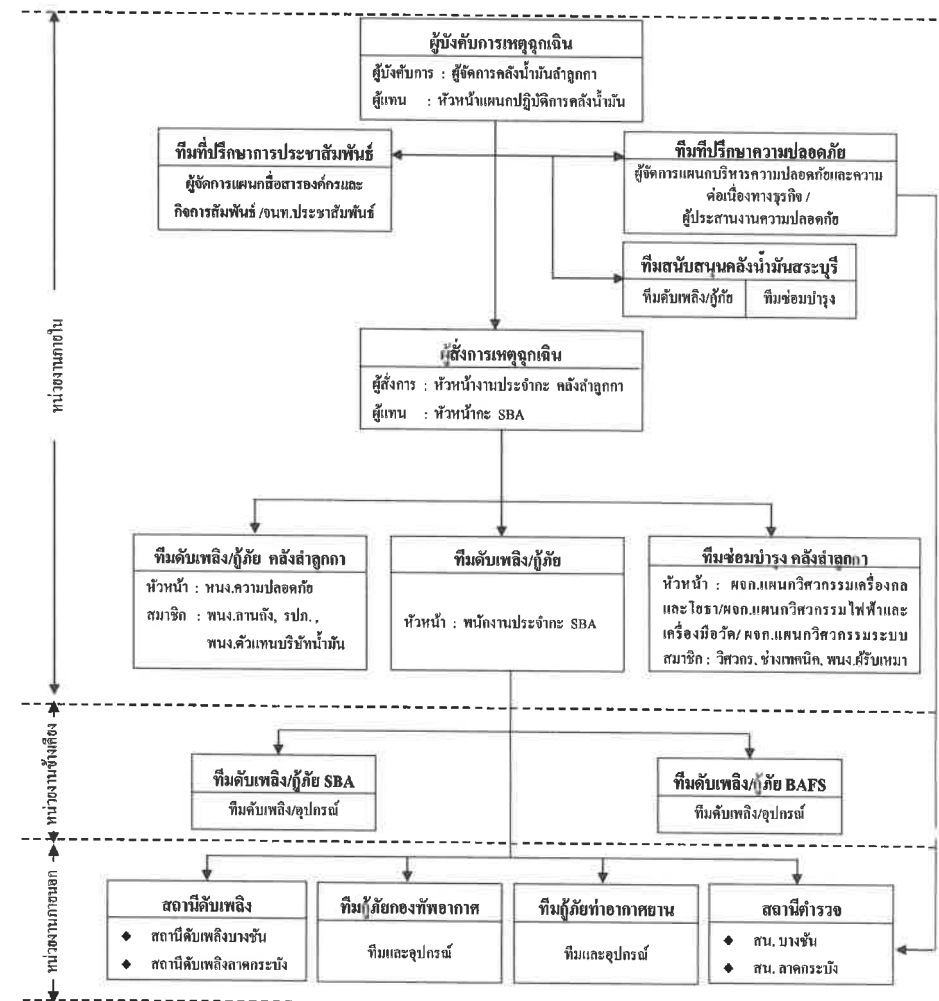 ผู้บังคับการเหตุฉุกเฉิน
ผู้บังคับการ : ผู้จัดการคลังน้ำมันลำลูกกา
ผู้แทน : หัวหน้าแผนกปฏิบัติการคลังน้ำมัน
ทีมที่ปรึกษาการประชาสัมพันธ์
ผู้จัดการแผนกสื่อสารองค์กรและ
กิจการสัมพันธ์ /จนท.ประชาสัมพันธ์
ทีมที่ปรึกษาความปลอดภัย
ผู้จัดการแผนกบริหารความปลอดภัยและความ
ต่อเนื่องทางธุรกิจ /
ผู้ประสานงานความปลอดภัย
ทีมสนับสนุนคลังน้ำมันสระบุรี
ทีมดับเพลิง/กู้ภัย
ทีมซ่อมบำรุง
หน่วยงานภายใน
ผู้สั่งการเหตุฉุกเฉิน
ผู้สั่งการ : หัวหน้างานประจำกะ คลังลำลูกกา
ผู้แทน : หัวหน้ากะ SBA
ทีมดับเพลิง/กู้ภัย คลังลำลูกกา
หัวหน้า : พนง.ความปลอดภัย
สมาชิก : พนง.ลานถัง, รปภ. ,
พนง.ตัวแทนบริษัทน้ำมัน
ทีมดับเพลิง/กู้ภัย
หัวหน้า : พนักงานประจำกะ SBA
ทีมซ่อมบำรุง คลังลำลูกกา
หัวหน้า : ผจก.แผนกวิศวกรรมเครื่องกล
และโยธา/ผจก.แผนกวิศวกรรมไฟฟ้าและ
เครื่องมือวัด/ ผจก.แผนกวิศวกรรมระบบ
สมาชิก : วิศวกร, ช่างเทคนิค, พนง.ผู้รับเหมา
หน่วยงานข้างเคียง
ทีมดับเพลิง/กู้ภัย SBA
ทีมดับเพลิง/อุปกรณ์
ทีมดับเพลิง/กู้ภัย BAFS
ทีมดับเพลิง/อุปกรณ์
หน่วยงานภายนอก
สถานีดับเพลิง
◆ สถานีดับเพลิงบางชัน
◆ สถานีดับเพลิงลาดกระบัง
ทีมกู้ภัยกองทัพอากาศ
ทีมและอุปกรณ์
ทีมกู้ภัยท่าอากาศยาน
ทีมและอุปกรณ์
สถานีตำรวจ
◆ สน. บางชัน
◆ สน. ลาดกระบัง